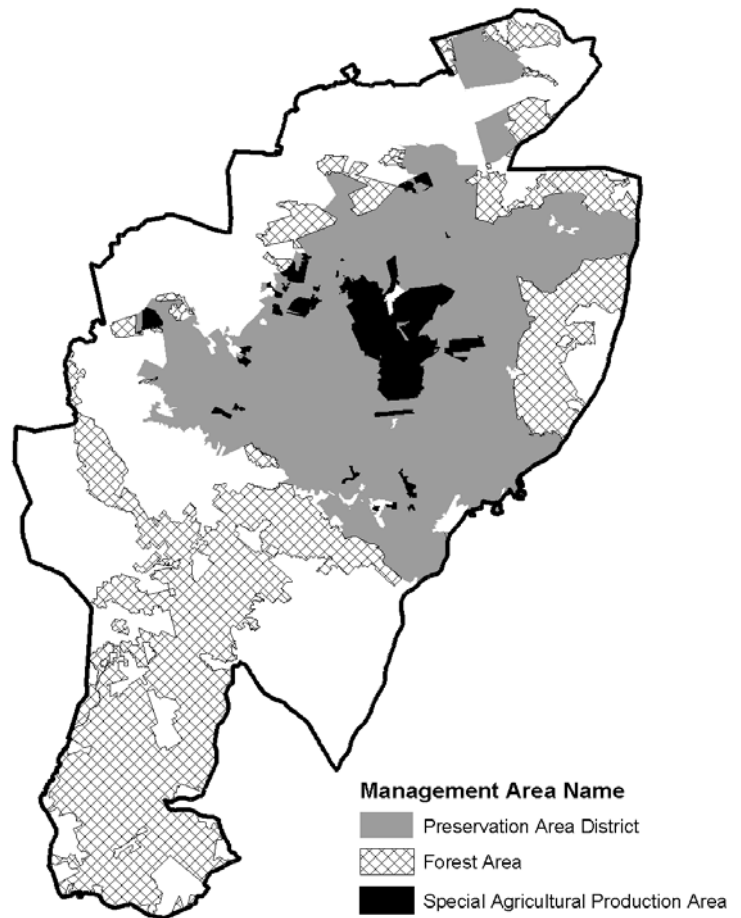 Management Area Name
Preservation Area District
Forest Area
Special Agricultural Production Area